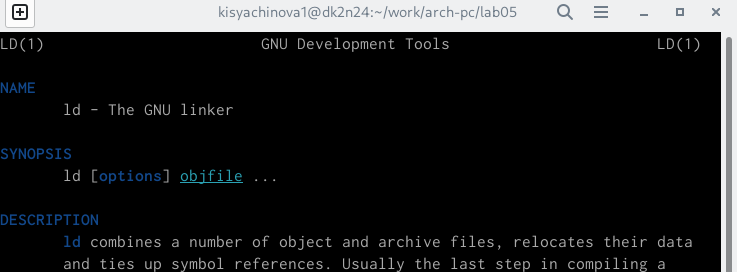 kisyachinova1@dk2n24:~/work/arch-pc/lab05
LD(1) GNU Development Tools LD(1)
NAME
ld - The GNU linker
SYNOPSIS
ld [options] objfile ...
DESCRIPTION
ld combines a number of object and archive files, relocates their data
and ties up symbol references. Usually the last step in compiling a